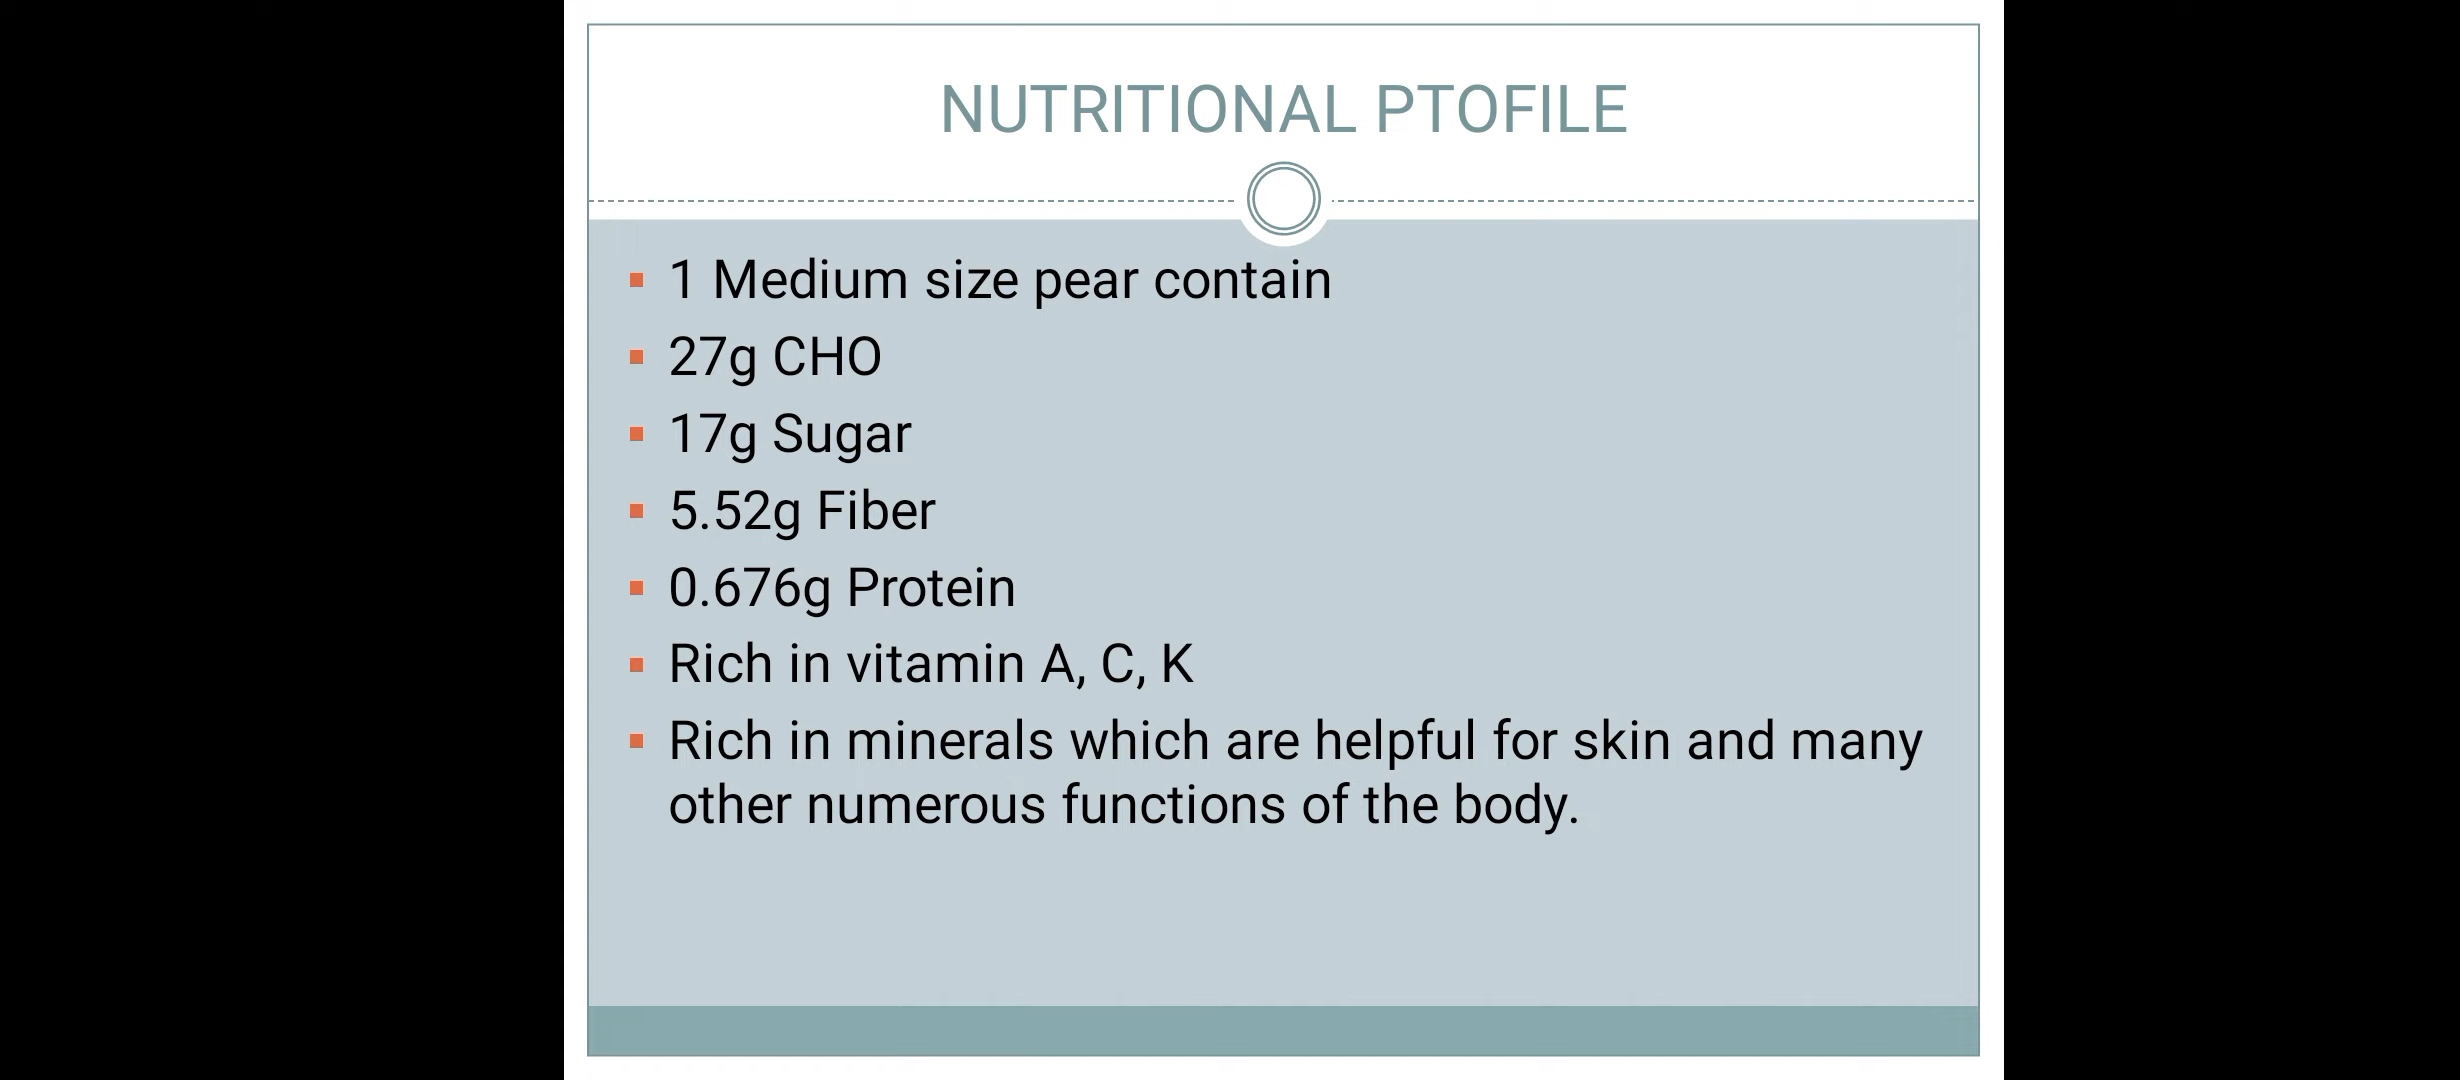 NUTRITIONAL PTOFILE
1 Medium size pear contain
27g CHO
17g Sugar
5.52g Fiber
0.676g Protein
Rich in vitamin A, C, K
Rich in minerals which are helpful for skin and many
other numerous functions of the body.